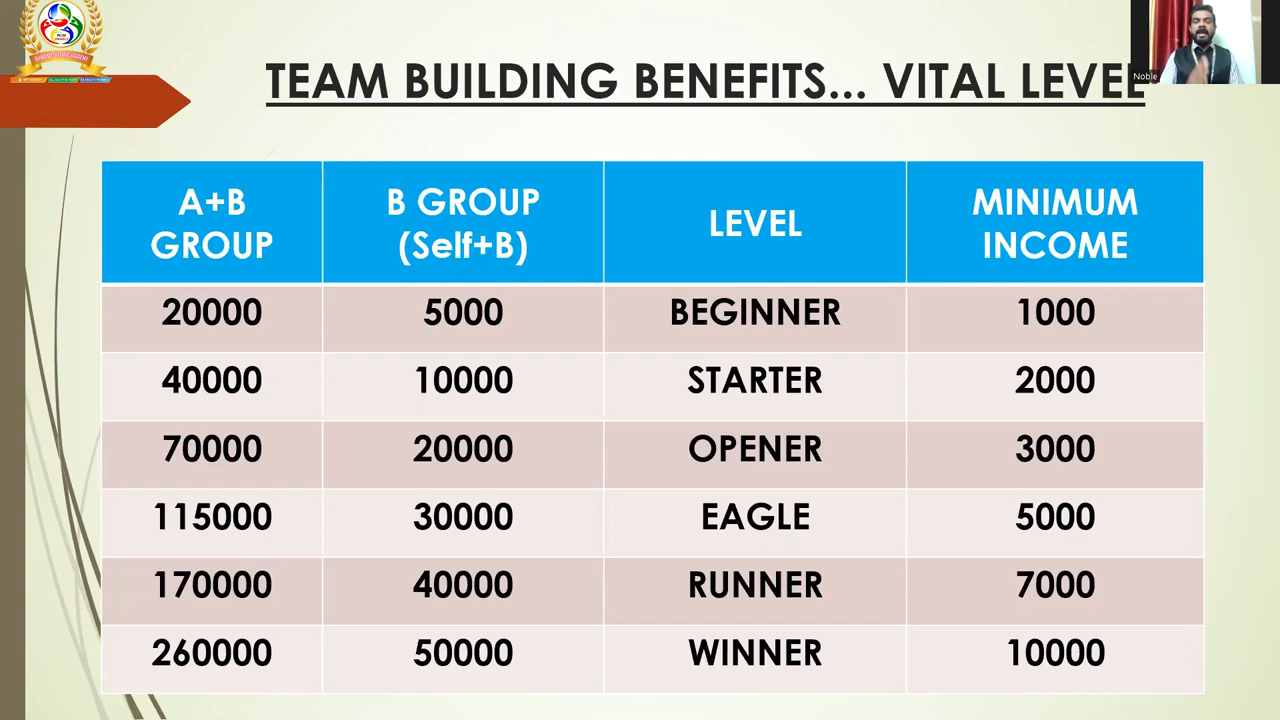 TEAM BUILDING BENEFITS... VITAL LEVEL
Noble
A+B GROUP
B GROUP (Self+B)
LEVEL
MINIMUM INCOME
20000 5000 BEGINNER 1000
40000 10000 STARTER 2000
70000 20000 OPENER 3000
115000 30000 EAGLE 5000
170000 40000 RUNNER 7000
260000 50000 WINNER 10000